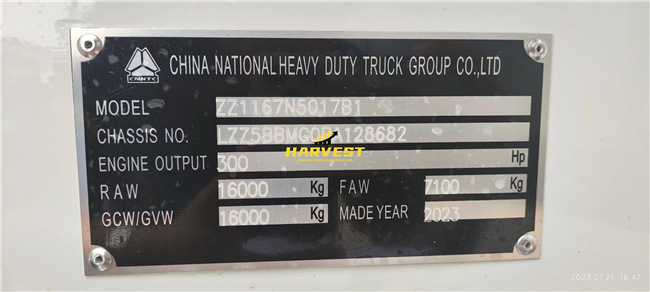 CNHTC
CHINA NATIONAL HEAVY DUTY TRUCK GROUP CO.,LTD
MODEL ZZ1167N5017B1
CHASSIS NO.
HARVEST
ENGINE OUTPUT 300 Hp
RAW 16000 Kg FAW 7100 Kg
GCW/GVW 16000 Kg MADE YEAR 2023
2023.07.21 16:47